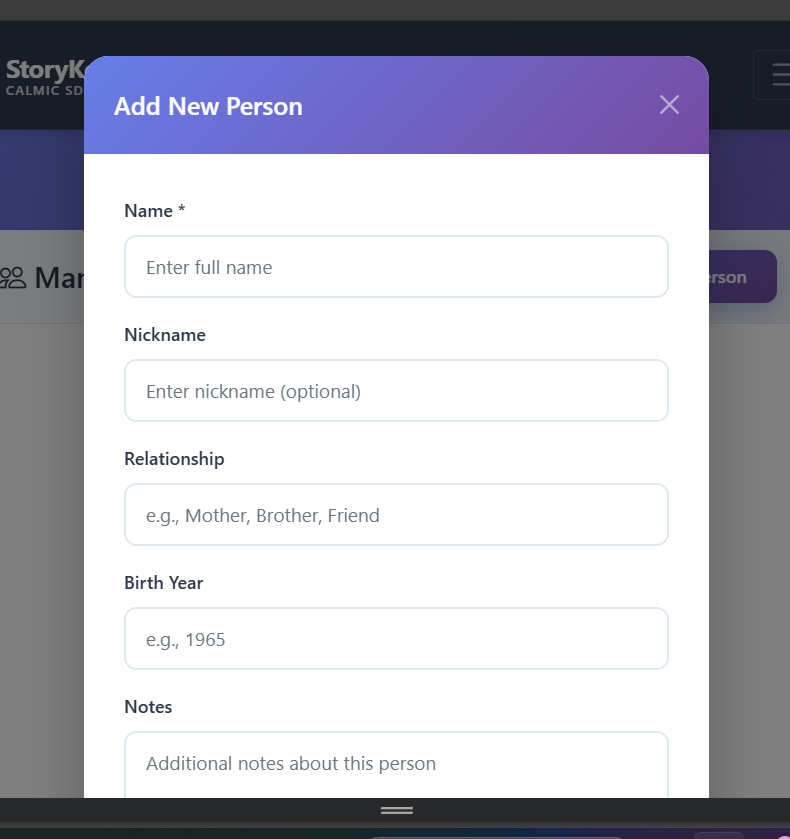 StoryK
CALMIC SD
Add New Person
Name *
Enter full name
Nickname
Enter nickname (optional)
Relationship
e.g., Mother, Brother, Friend
Birth Year
e.g., 1965
Notes
Additional notes about this person
Man
erson